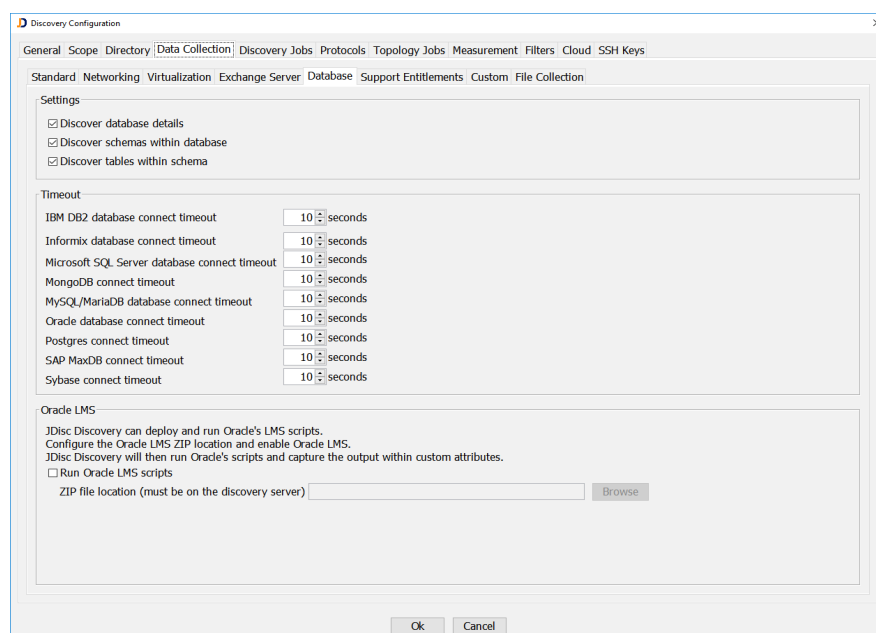 Discovery Configuration
General Scope Directory Data Collection Discovery Jobs Protocols Topology Jobs Measurement Filters Cloud SSH Keys
Standard Networking Virtualization Exchange Server Database Support Entitlements Custom File Collection
Settings
Discover database details
Discover schemas within database
Discover tables within schema
Timeout
IBM DB2 database connect timeout 10 seconds
Informix database connect timeout 10 seconds
Microsoft SQL Server database connect timeout 10 seconds
MongoDB connect timeout 10 seconds
MySQL/MariaDB database connect timeout 10 seconds
Oracle database connect timeout 10 seconds
Postgres connect timeout 10 seconds
SAP MaxDB connect timeout 10 seconds
Sybase connect timeout 10 seconds
Oracle LMS
JDisc Discovery can deploy and run Oracle's LMS scripts.
Configure the Oracle LMS ZIP location and enable Oracle LMS.
JDisc Discovery will then run Oracle's scripts and capture the output within custom attributes.
Run Oracle LMS scripts
ZIP file location (must be on the discovery server) Browse
Ok Cancel